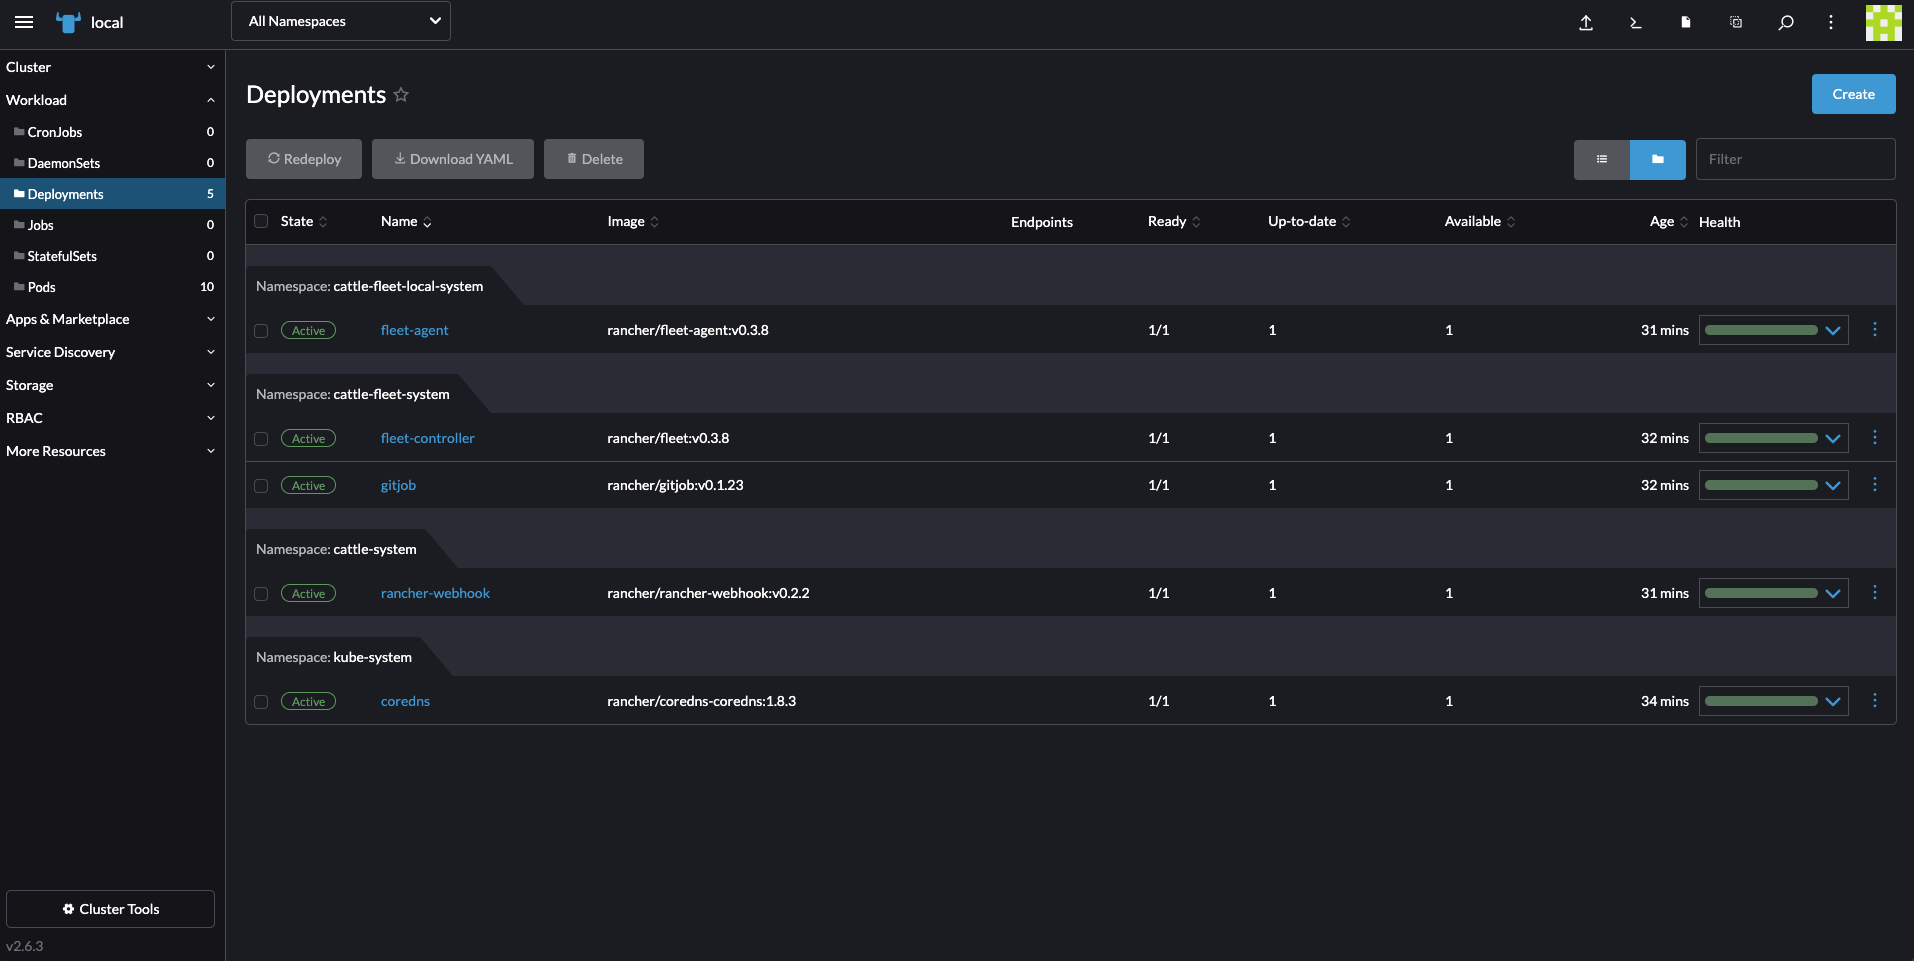 local
All Namespaces
Cluster
Workload
CronJobs 0
DaemonSets 0
Deployments 5
Jobs 0
StatefulSets 0
Pods 10
Apps & Marketplace
Service Discovery
Storage
RBAC
More Resources
Cluster Tools
v2.6.3
Deployments
Create
Redeploy Download YAML Delete
Filter
State Name Image Endpoints Ready Up-to-date Available Age Health
Namespace: cattle-fleet-local-system
Active fleet-agent rancher/fleet-agent:v0.3.8 1/1 1 1 31 mins
Namespace: cattle-fleet-system
Active fleet-controller rancher/fleet:v0.3.8 1/1 1 1 32 mins
Active gitjob rancher/gitjob:v0.1.23 1/1 1 1 32 mins
Namespace: cattle-system
Active rancher-webhook rancher/rancher-webhook:v0.2.2 1/1 1 1 31 mins
Namespace: kube-system
Active coredns rancher/coredns-coredns:1.8.3 1/1 1 1 34 mins